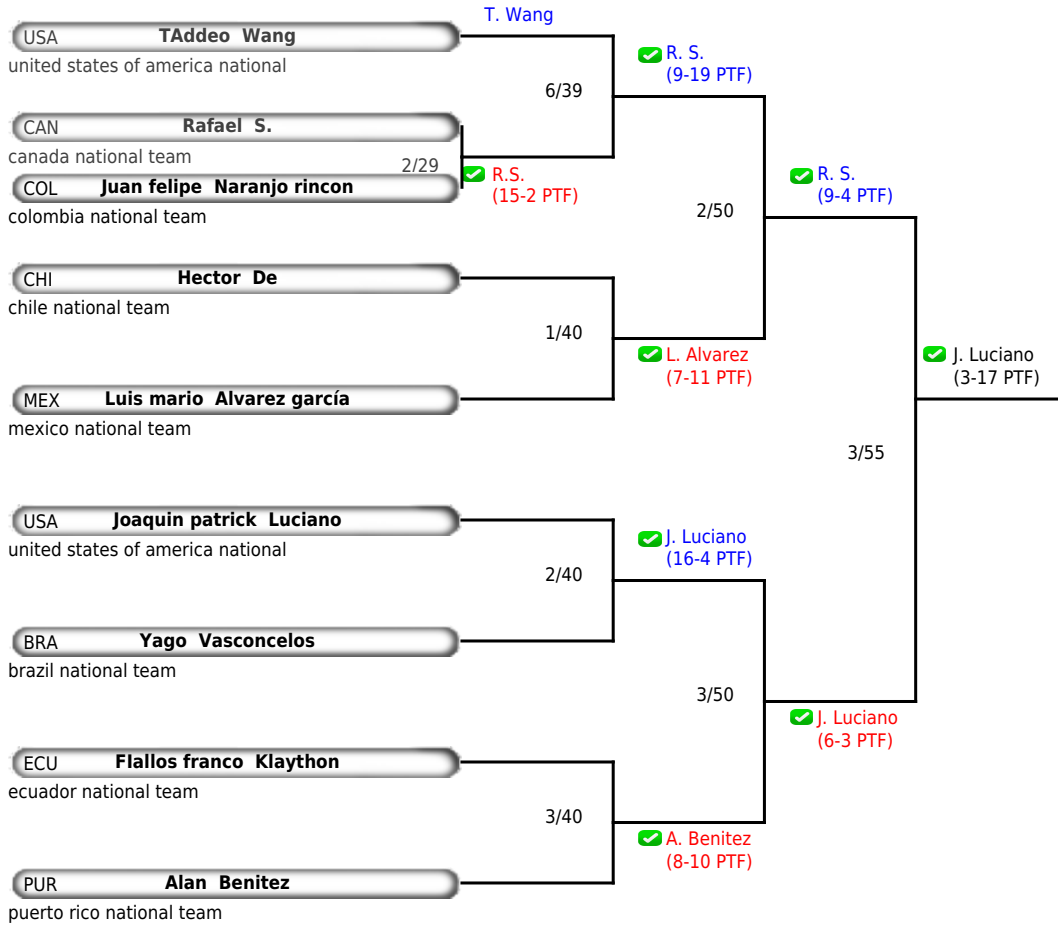 T. Wang
USA TAddeo Wang
united states of america national
R. S.
(9-19 PTF)
6/39
CAN Rafael S.
canada national team
2/29
R.S.
(15-2 PTF)
COL Juan felipe Naranjo rincon
colombia national team
R. S.
(9-4 PTF)
2/50
CHI Hector De
chile national team
1/40
L. Alvarez
(7-11 PTF)
J. Luciano
(3-17 PTF)
MEX Luis mario Alvarez garcía
mexico national team
3/55
USA Joaquin patrick Luciano
united states of america national
J. Luciano
(16-4 PTF)
2/40
BRA Yago Vasconcelos
brazil national team
3/50
J. Luciano
(6-3 PTF)
ECU FIallos franco Klaython
ecuador national team
3/40
A. Benitez
(8-10 PTF)
PUR Alan Benitez
puerto rico national team